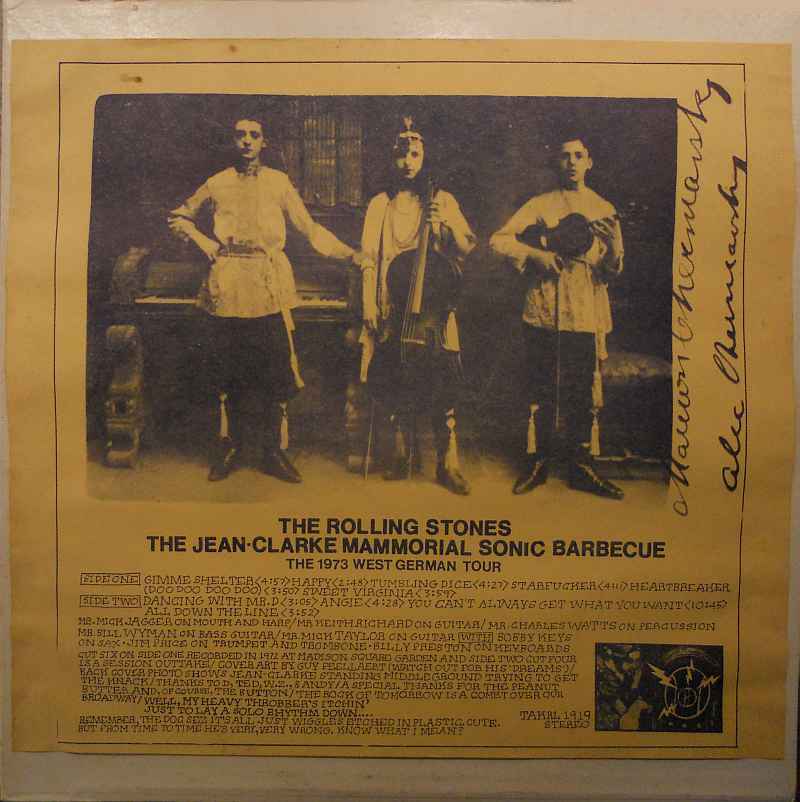 Marion Chermavsky
Alec Chermavsky
THE ROLLING STONES
THE JEAN-CLARKE MAMMORIAL SONIC BARBECUE
THE 1973 WEST GERMAN TOUR
SIDE ONE GIMME SHELTER<4:57>HAPPY<2:48>TUMBLING DICE<4:27>STARFUCKER<4:11>HEARTBREAKER
(DOO DOO DOO DOO)<3:50>SWEET VIRGINIA<3:59>
SIDE TWO DANCING WITH MR. D<3:05>ANGIE<4:28>YOU CAN'T ALWAYS GET WHAT YOU WANT<10:45>
ALL DOWN THE LINE<3:52>
MR. MICK JAGGER ON MOUTH AND HARP/MR. KEITH RICHARD ON GUITAR/MR. CHARLES WATTS ON PERCUSSION
MR. BILL WYMAN ON BASS GUITAR/MR. MICK TAYLOR ON GUITAR WITH BOBBY KEYS
ON SAX·JIM PRICE ON TRUMPET AND TROMBONE·BILLY PRESTON ON KEYBOARDS
CUT SIX ON SIDE ONE RECORDED IN 1972 AT MADISON SQUARE GARDEN AND SIDE TWO CUT FOUR
IS A SESSION OUTTAKE/COVER ART BY GUY PEELLAERT (WATCH OUT FOR HIS 'DREAMS')/
BACK COVER PHOTO SHOWS JEAN-CLARKE STANDING MIDDLE GROUND TRYING TO GET
THE KNACK/THANKS TO D, TED, W.E., & ANDY/A SPECIAL THANKS FOR THE PEANUT
BUTTER AND, OF COURSE, THE BUTTON/THE ROCK OF TOMORROW IS A COMET OVER OUR
BROADWAY/WELL, MY HEAVY THROBBER'S ITCHIN'
JUST TO LAY A SOLO RHYTHM DOWN....
REMEMBER, THE DOG SEZ: IT'S ALL JUST WIGGLES ETCHED IN PLASTIC. CUTE.
BUT FROM TIME TO TIME HE'S VERY, VERY WRONG. KNOW WHAT I MEAN?
TAKRL 1919
STEREO